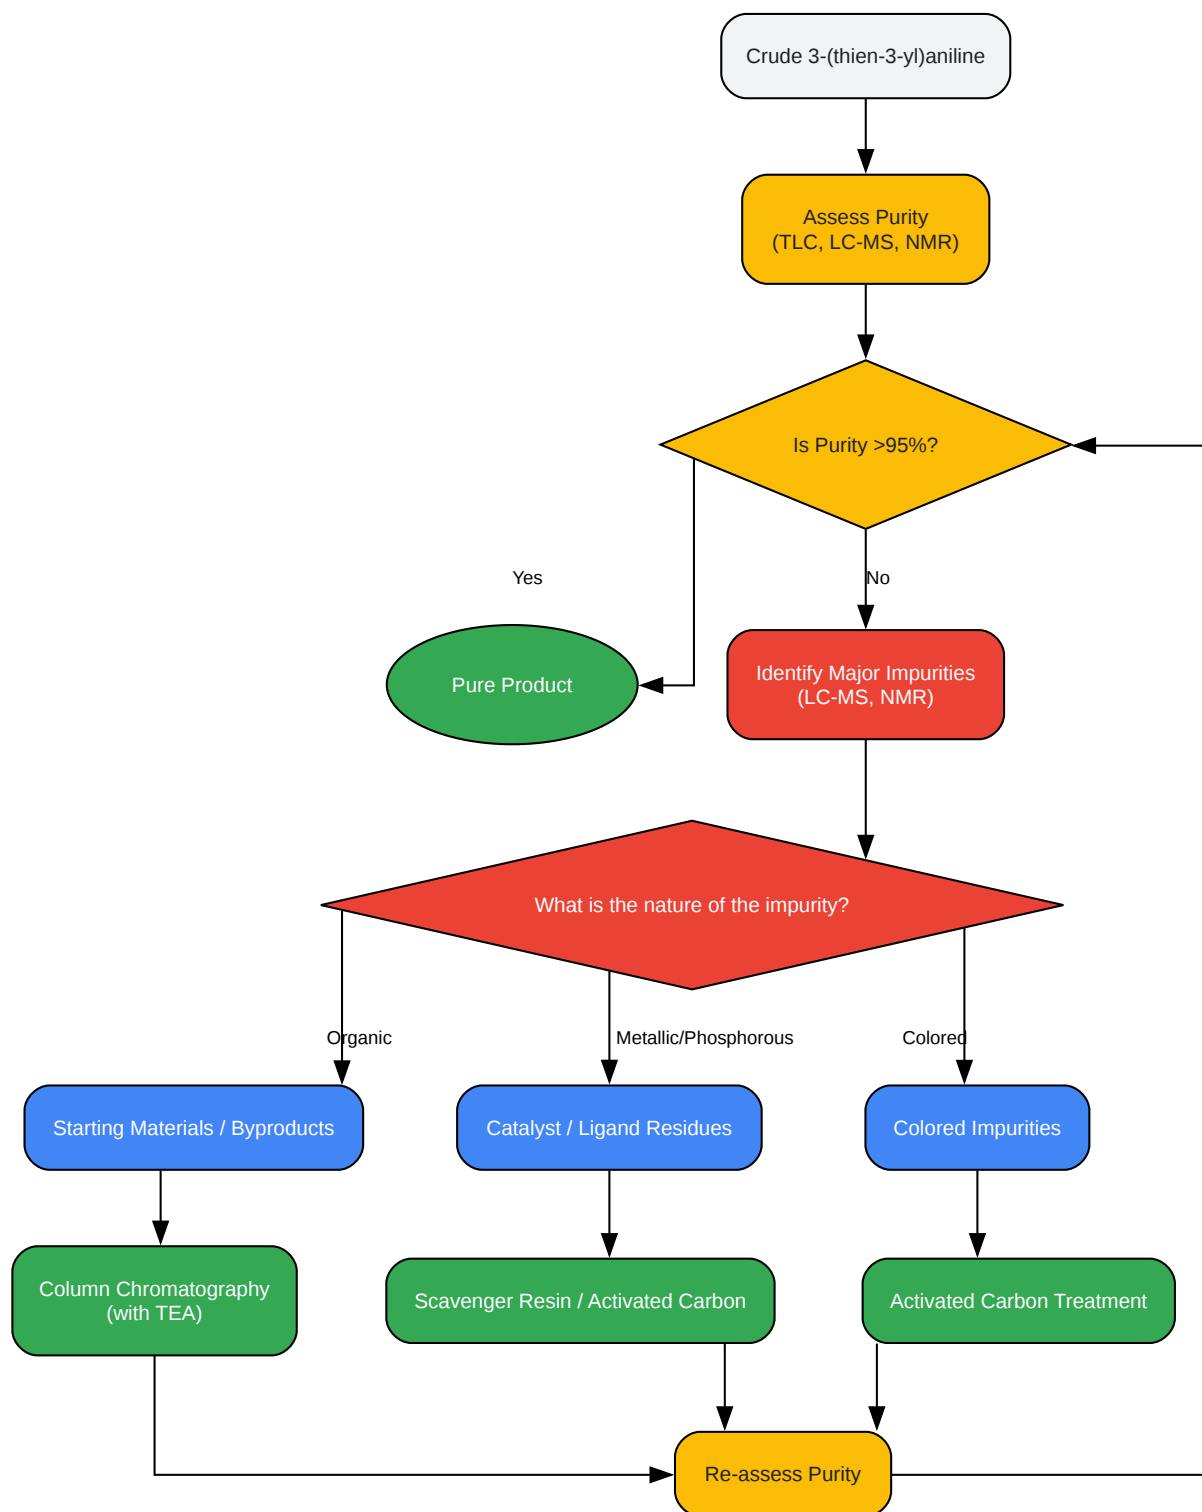 Crude 3-(thien-3-yl)aniline
Assess Purity
(TLC, LC-MS, NMR)
Is Purity >95%?
Yes
No
Pure Product
Identify Major Impurities
(LC-MS, NMR)
What is the nature of the impurity?
Organic
Metallic/Phosphorous
Colored
Starting Materials / Byproducts
Catalyst / Ligand Residues
Colored Impurities
Column Chromatography
(with TEA)
Scavenger Resin / Activated Carbon
Activated Carbon Treatment
Re-assess Purity